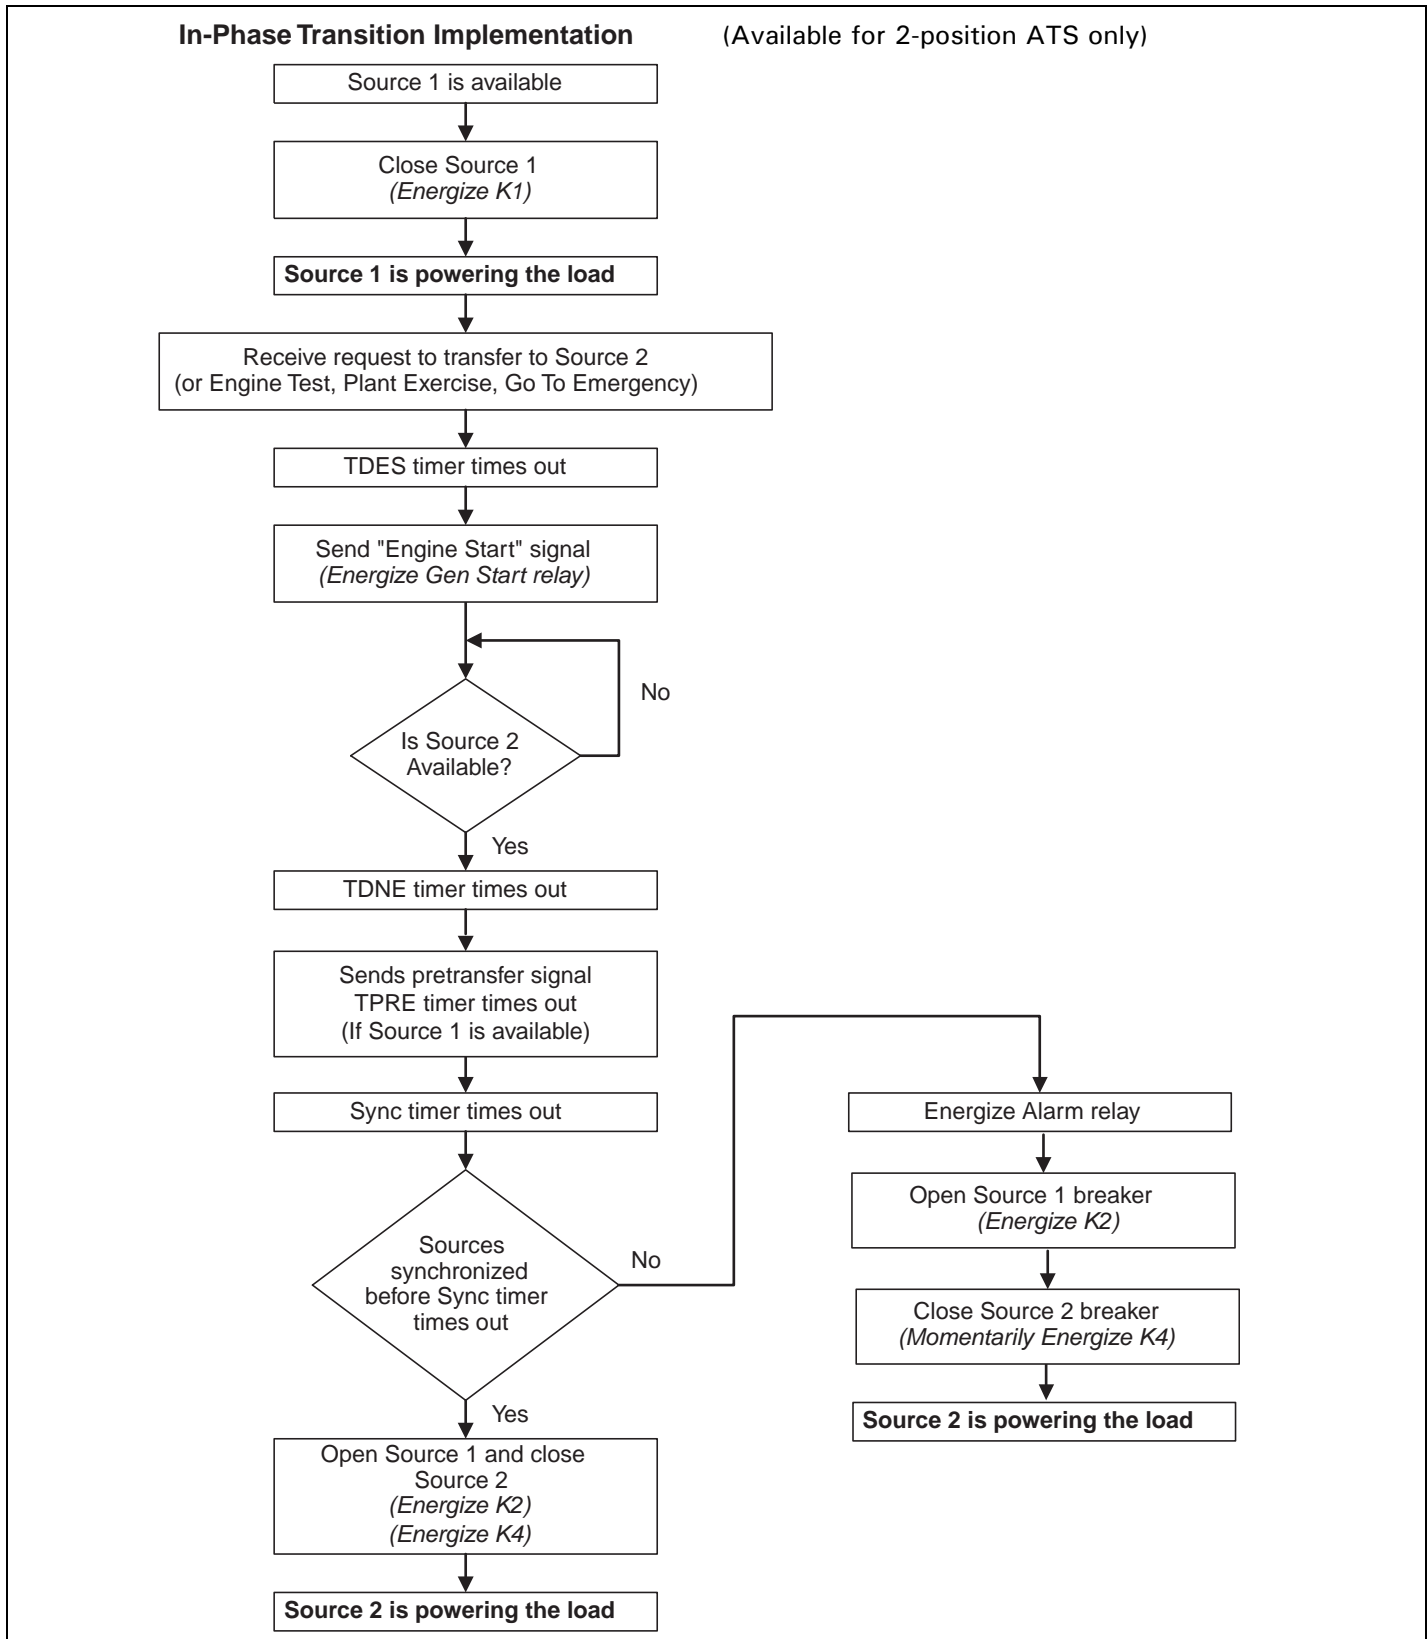 In-Phase Transition Implementation (Available for 2-position ATS only)
Source 1 is available
Close Source 1
(Energize K1)
Source 1 is powering the load
Receive request to transfer to Source 2
(or Engine Test, Plant Exercise, Go To Emergency)
TDES timer times out
Send "Engine Start" signal
(Energize Gen Start relay)
No
Is Source 2
Available?
Yes
TDNE timer times out
Sends pretransfer signal
TPRE timer times out
(If Source 1 is available)
Sync timer times out
Sources
synchronized
before Sync timer
times out
No
Energize Alarm relay
Open Source 1 breaker
(Energize K2)
Close Source 2 breaker
(Momentarily Energize K4)
Source 2 is powering the load
Yes
Open Source 1 and close
Source 2
(Energize K2)
(Energize K4)
Source 2 is powering the load